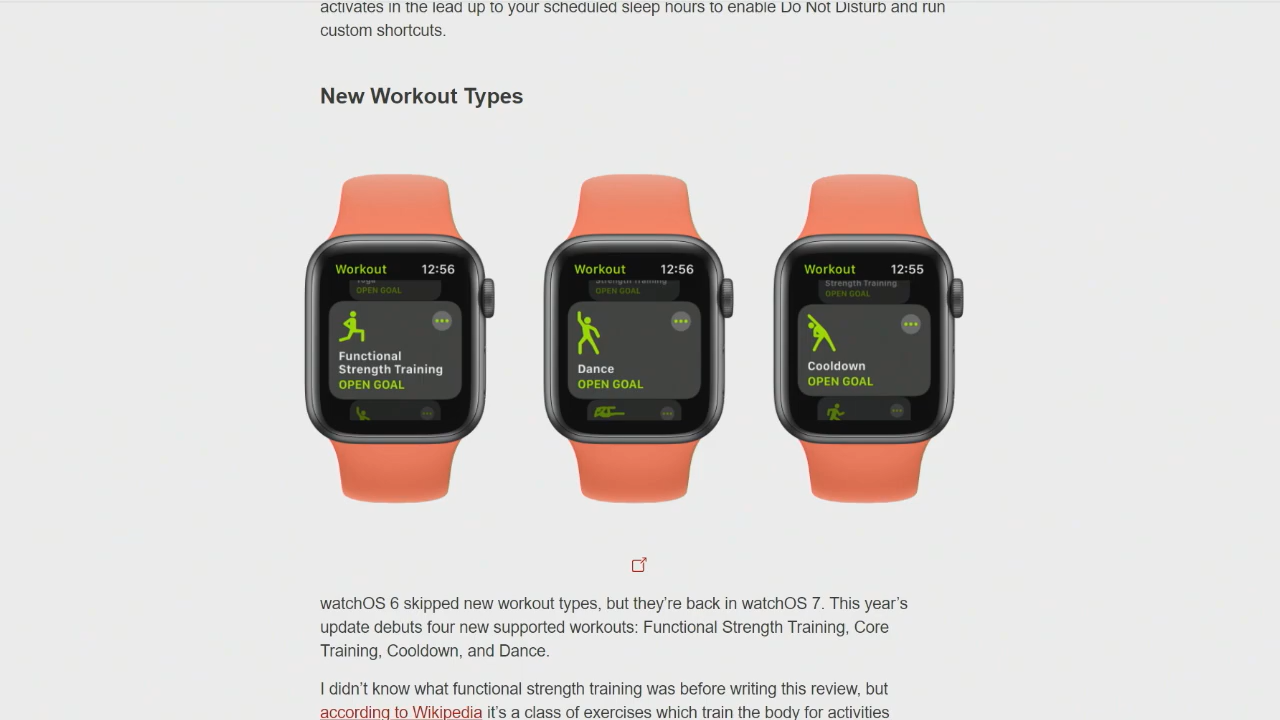 activates in the lead up to your scheduled sleep hours to enable Do Not Disturb and run
custom shortcuts.
New Workout Types
Workout 12:56
Yoga
OPEN GOAL
Functional
Strength Training
OPEN GOAL
Workout 12:56
Strength Training
OPEN GOAL
Dance
OPEN GOAL
Workout 12:55
Strength Training
OPEN GOAL
Cooldown
OPEN GOAL
watchOS 6 skipped new workout types, but they’re back in watchOS 7. This year’s
update debuts four new supported workouts: Functional Strength Training, Core
Training, Cooldown, and Dance.
I didn’t know what functional strength training was before writing this review, but
according to Wikipedia it’s a class of exercises which train the body for activities